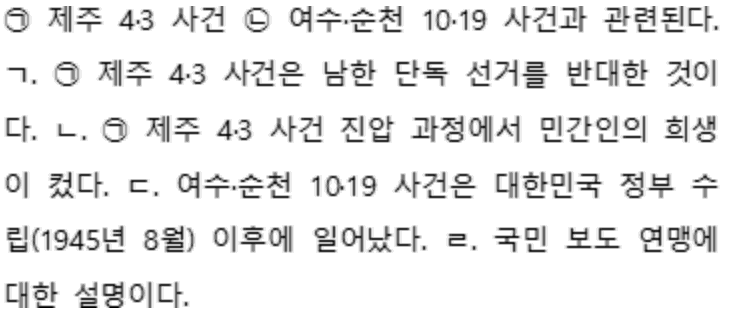 ㉠ 제주 4·3 사건 ㉡ 여수·순천 10·19 사건과 관련된다.
ㄱ. ㉠ 제주 4·3 사건은 남한 단독 선거를 반대한 것이
다. ㄴ. ㉠ 제주 4·3 사건 진압 과정에서 민간인의 희생
이 컸다. ㄷ. 여수·순천 10·19 사건은 대한민국 정부 수
립(1945년 8월) 이후에 일어났다. ㄹ. 국민 보도 연맹에
대한 설명이다.